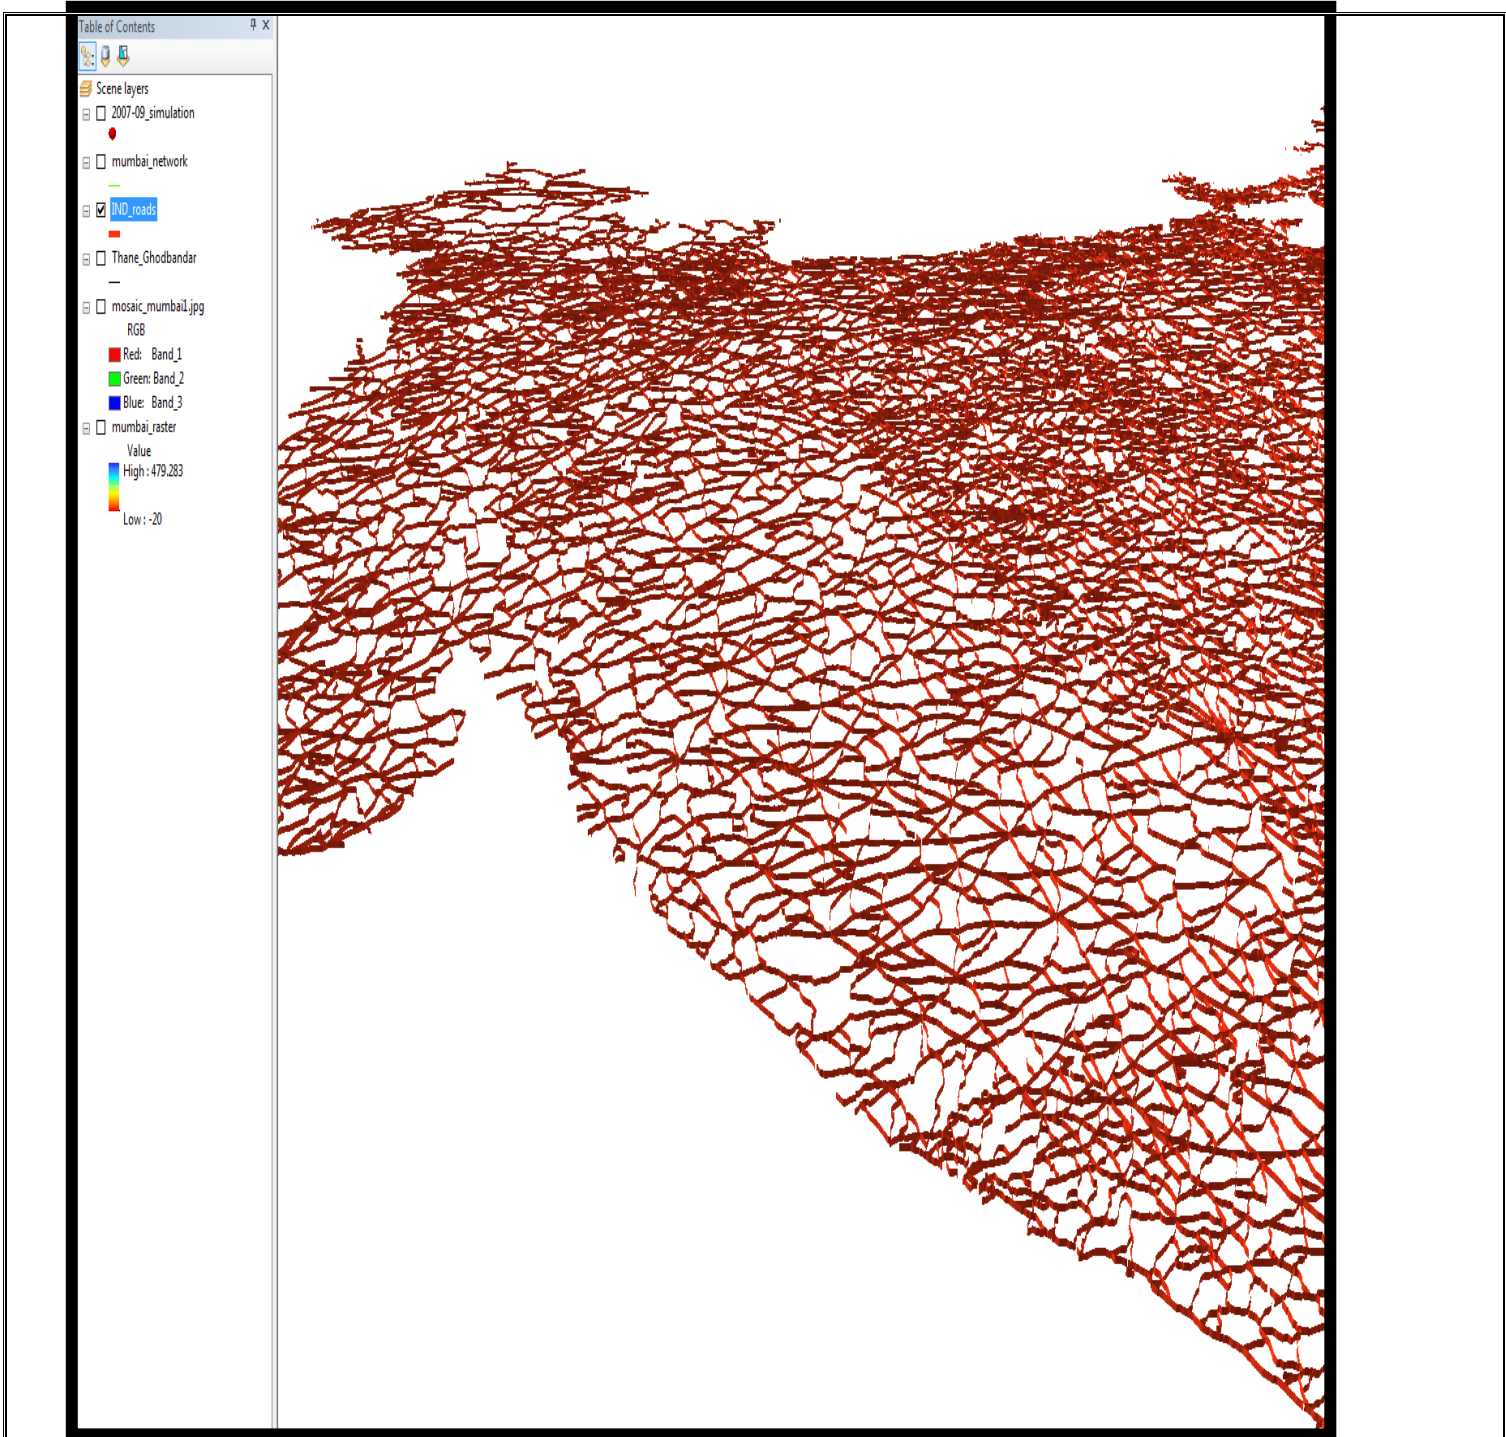 Table of Contents
Scene layers
2007-09_simulation
mumbai_network
IND_roads
Thane_Ghodbandar
mosaic_mumbai1.jpg
RGB
Red: Band_1
Green: Band_2
Blue: Band_3
mumbai_raster
Value
High : 479.283
Low : -20